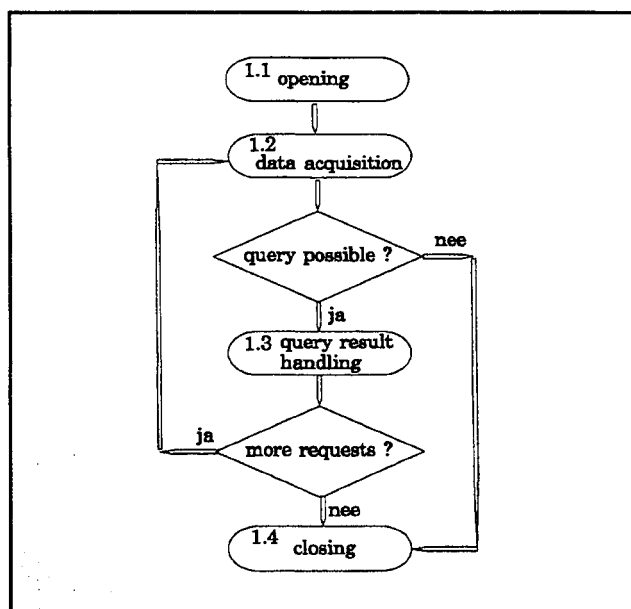 1.1 opening
1.2
data acquisition
query possible ?
nee
ja
1.3 query result
handling
ja
more requests ?
nee
1.4 closing